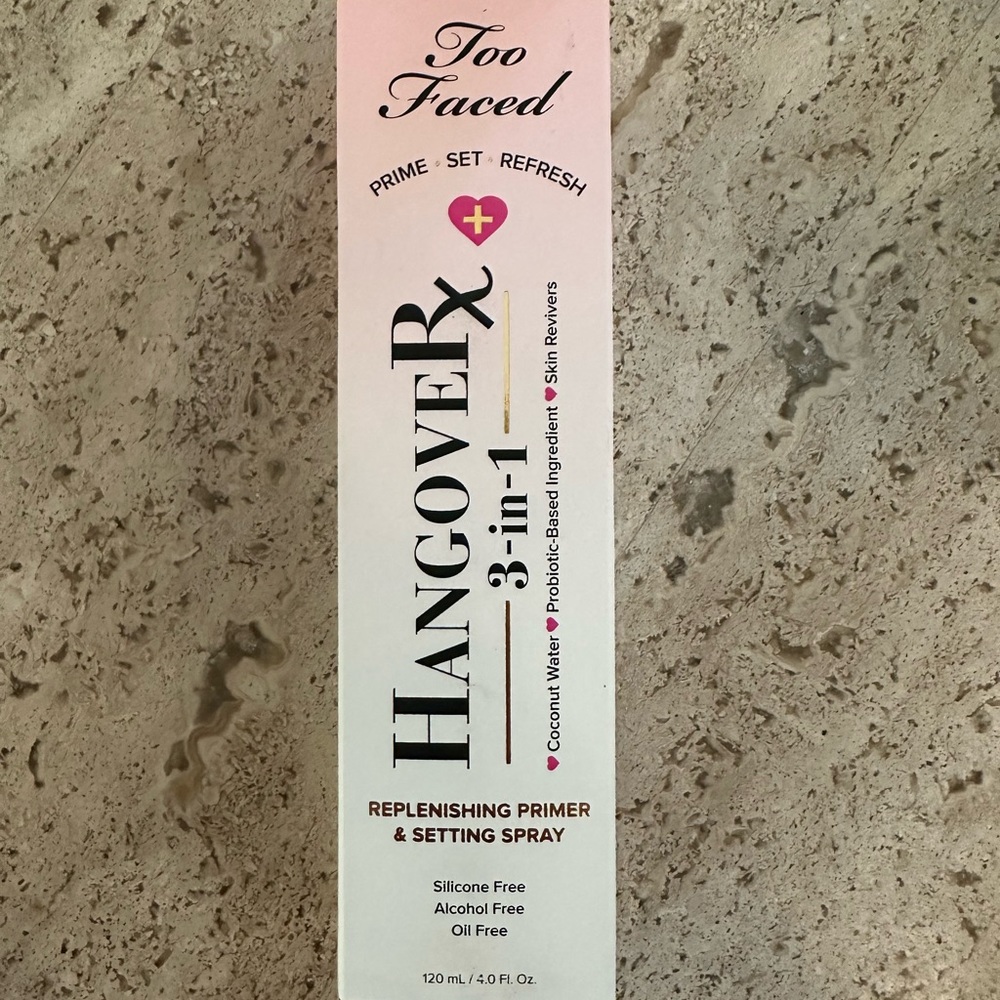 Too
Faced
PRIME • SET • REFRESH
HANGOVERx
3-in-1
Coconut Water Probiotic-Based Ingredient Skin Revivers
REPLENISHING PRIMER
& SETTING SPRAY
Silicone Free
Alcohol Free
Oil Free
120 mL / 4.0 Fl. Oz.